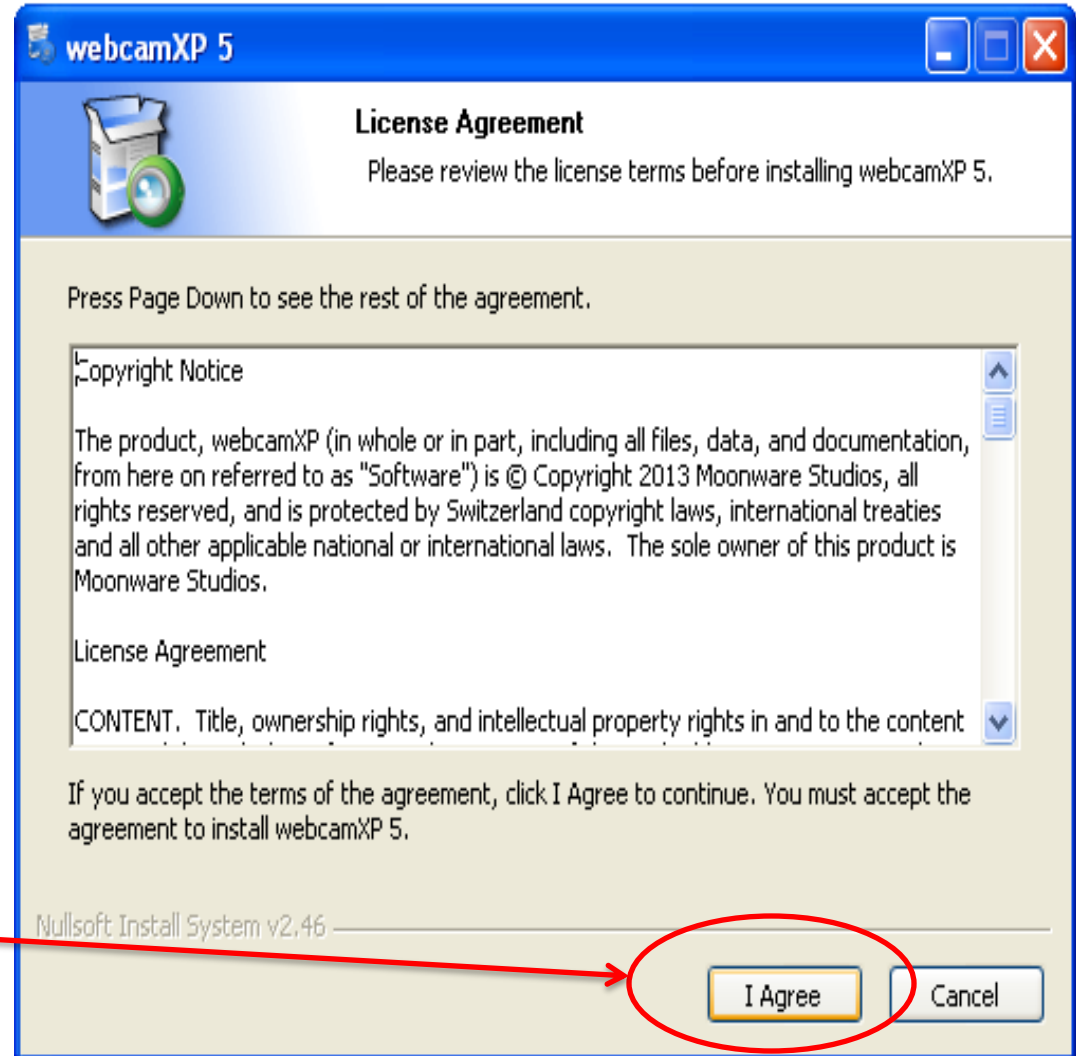 webcamXP 5
License Agreement
Please review the license terms before installing webcamXP 5.
Press Page Down to see the rest of the agreement.
Copyright Notice
The product, webcamXP (in whole or in part, including all files, data, and documentation,
from here on referred to as "Software") is © Copyright 2013 Moonware Studios, all
rights reserved, and is protected by Switzerland copyright laws, international treaties
and all other applicable national or international laws.  The sole owner of this product is
Moonware Studios.
License Agreement
CONTENT.  Title, ownership rights, and intellectual property rights in and to the content
If you accept the terms of the agreement, click I Agree to continue. You must accept the
agreement to install webcamXP 5.
Nullsoft Install System v2.46
I Agree
Cancel